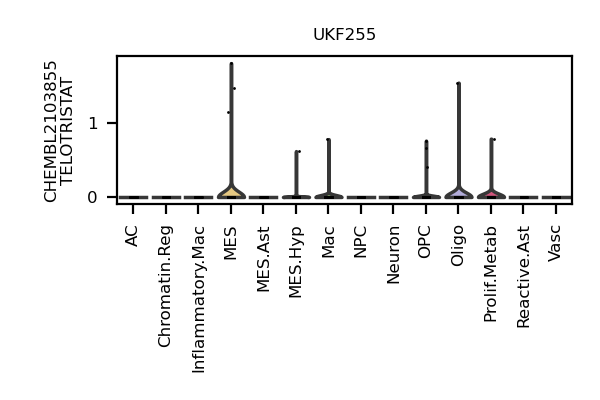 UKF255
CHEMBL2103855
TELOTRISTAT
1
0
AC
Chromatin.Reg
Inflammatory.Mac
MES
MES.Ast
MES.Hyp
Mac
NPC
Neuron
OPC
Oligo
Prolif.Metab
Reactive.Ast
Vasc